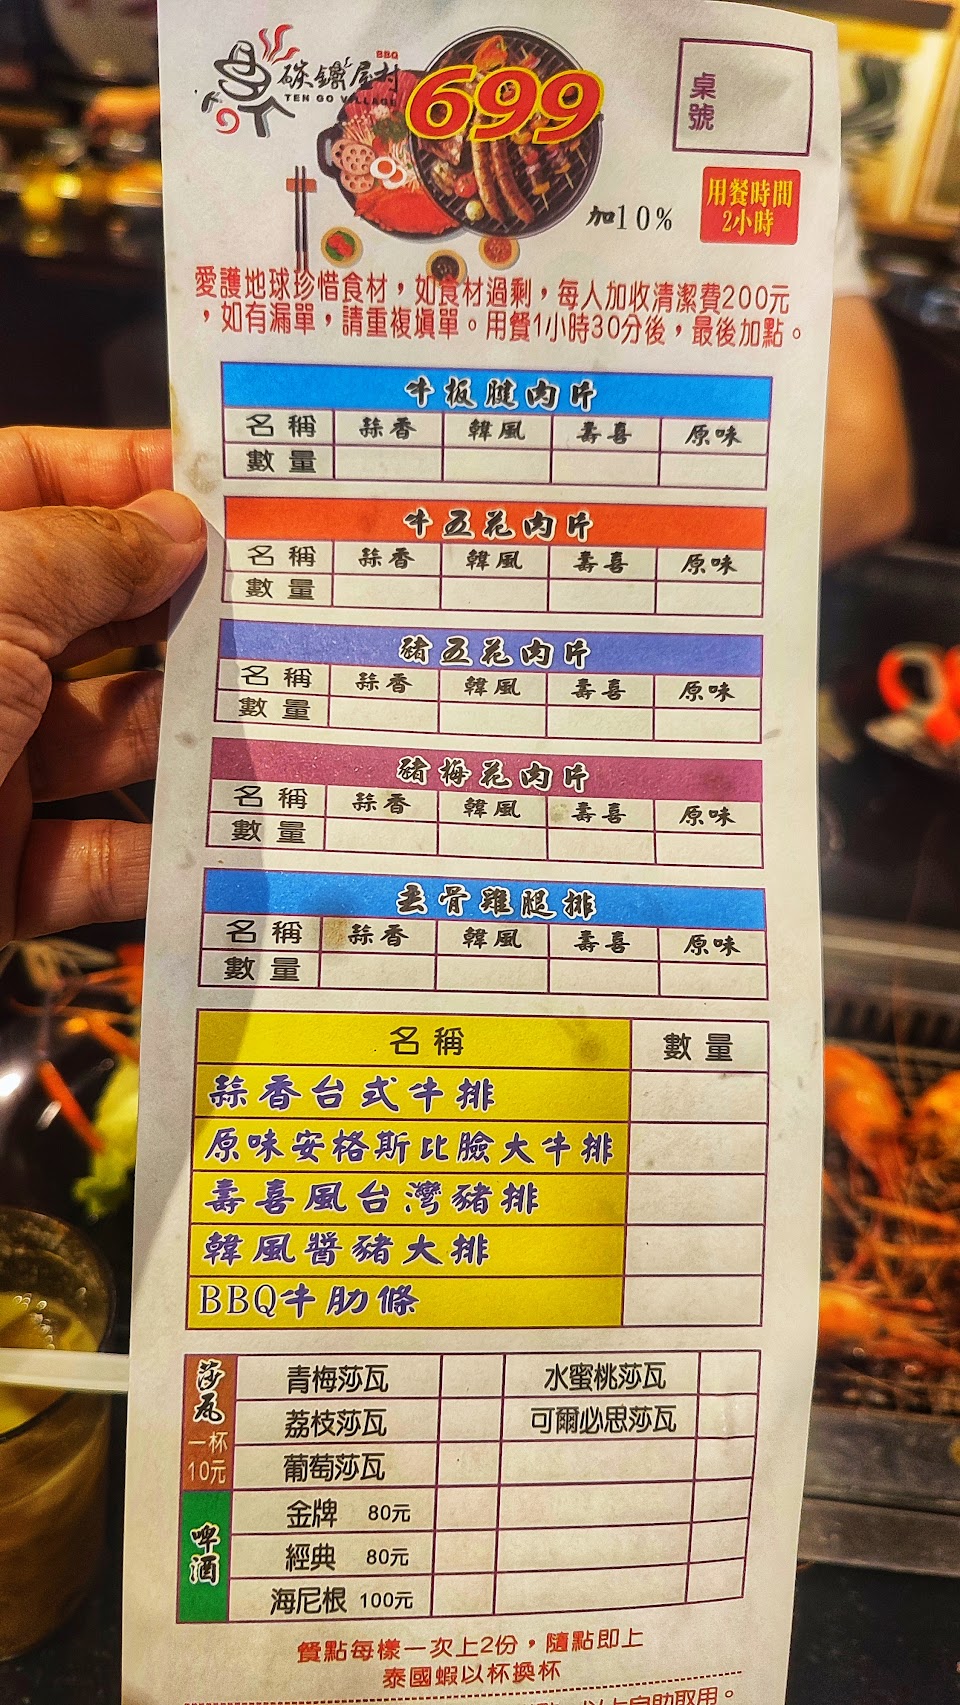 BBQ
碳鑶屋村
TEN GO VILLAGE
699
桌號
加10%
用餐時間
2小時
愛護地球珍惜食材，如食材過剩，每人加收清潔費200元
，如有漏單，請重複填單。用餐1小時30分後，最後加點。
牛板腱肉片
名稱 蒜香 韓風 壽喜 原味
數量
牛五花肉片
名稱 蒜香 韓風 壽喜 原味
數量
豬五花肉片
名稱 蒜香 韓風 壽喜 原味
數量
豬梅花肉片
名稱 蒜香 韓風 壽喜 原味
數量
去骨雞腿排
名稱 蒜香 韓風 壽喜 原味
數量
名稱 數量
蒜香台式牛排
原味安格斯比臉大牛排
壽喜風台灣豬排
韓風醬豬大排
BBQ牛肋條
莎瓦
一杯
10元
青梅莎瓦 水蜜桃莎瓦
荔枝莎瓦 可爾必思莎瓦
葡萄莎瓦
啤酒
金牌 80元
經典 80元
海尼根 100元
餐點每樣一次上2份，隨點即上
泰國蝦以杯換杯
以上自助取用。